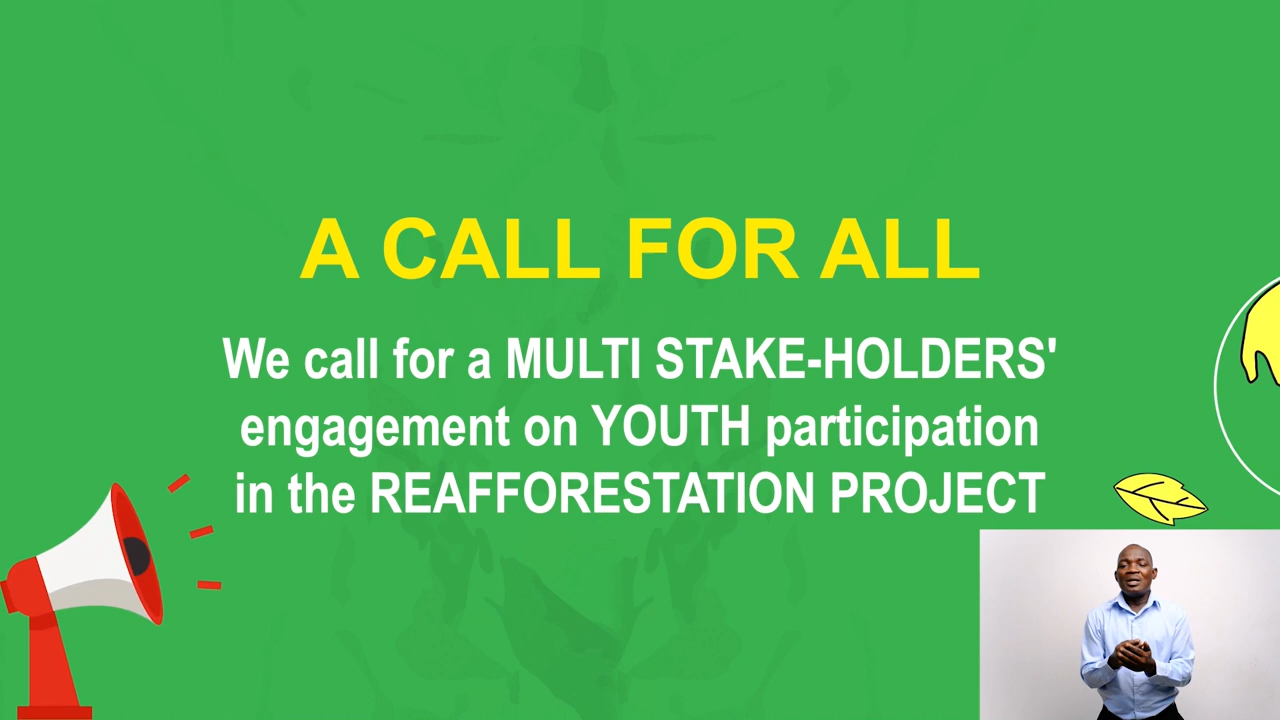 A CALL FOR ALL
We call for a MULTI STAKE-HOLDERS'
engagement on YOUTH participation
in the REAFFORESTATION PROJECT